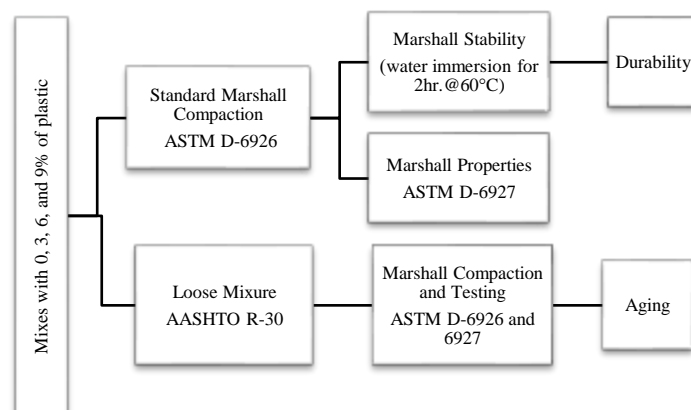 Mixes with 0, 3, 6, and 9% of plastic
Standard Marshall
Compaction
ASTM D-6926
Marshall Stability
(water immersion for
2hr.@60°C)
Durability
Marshall Properties
ASTM D-6927
Loose Mixure
AASHTO R-30
Marshall Compaction
and Testing
ASTM D-6926 and
6927
Aging